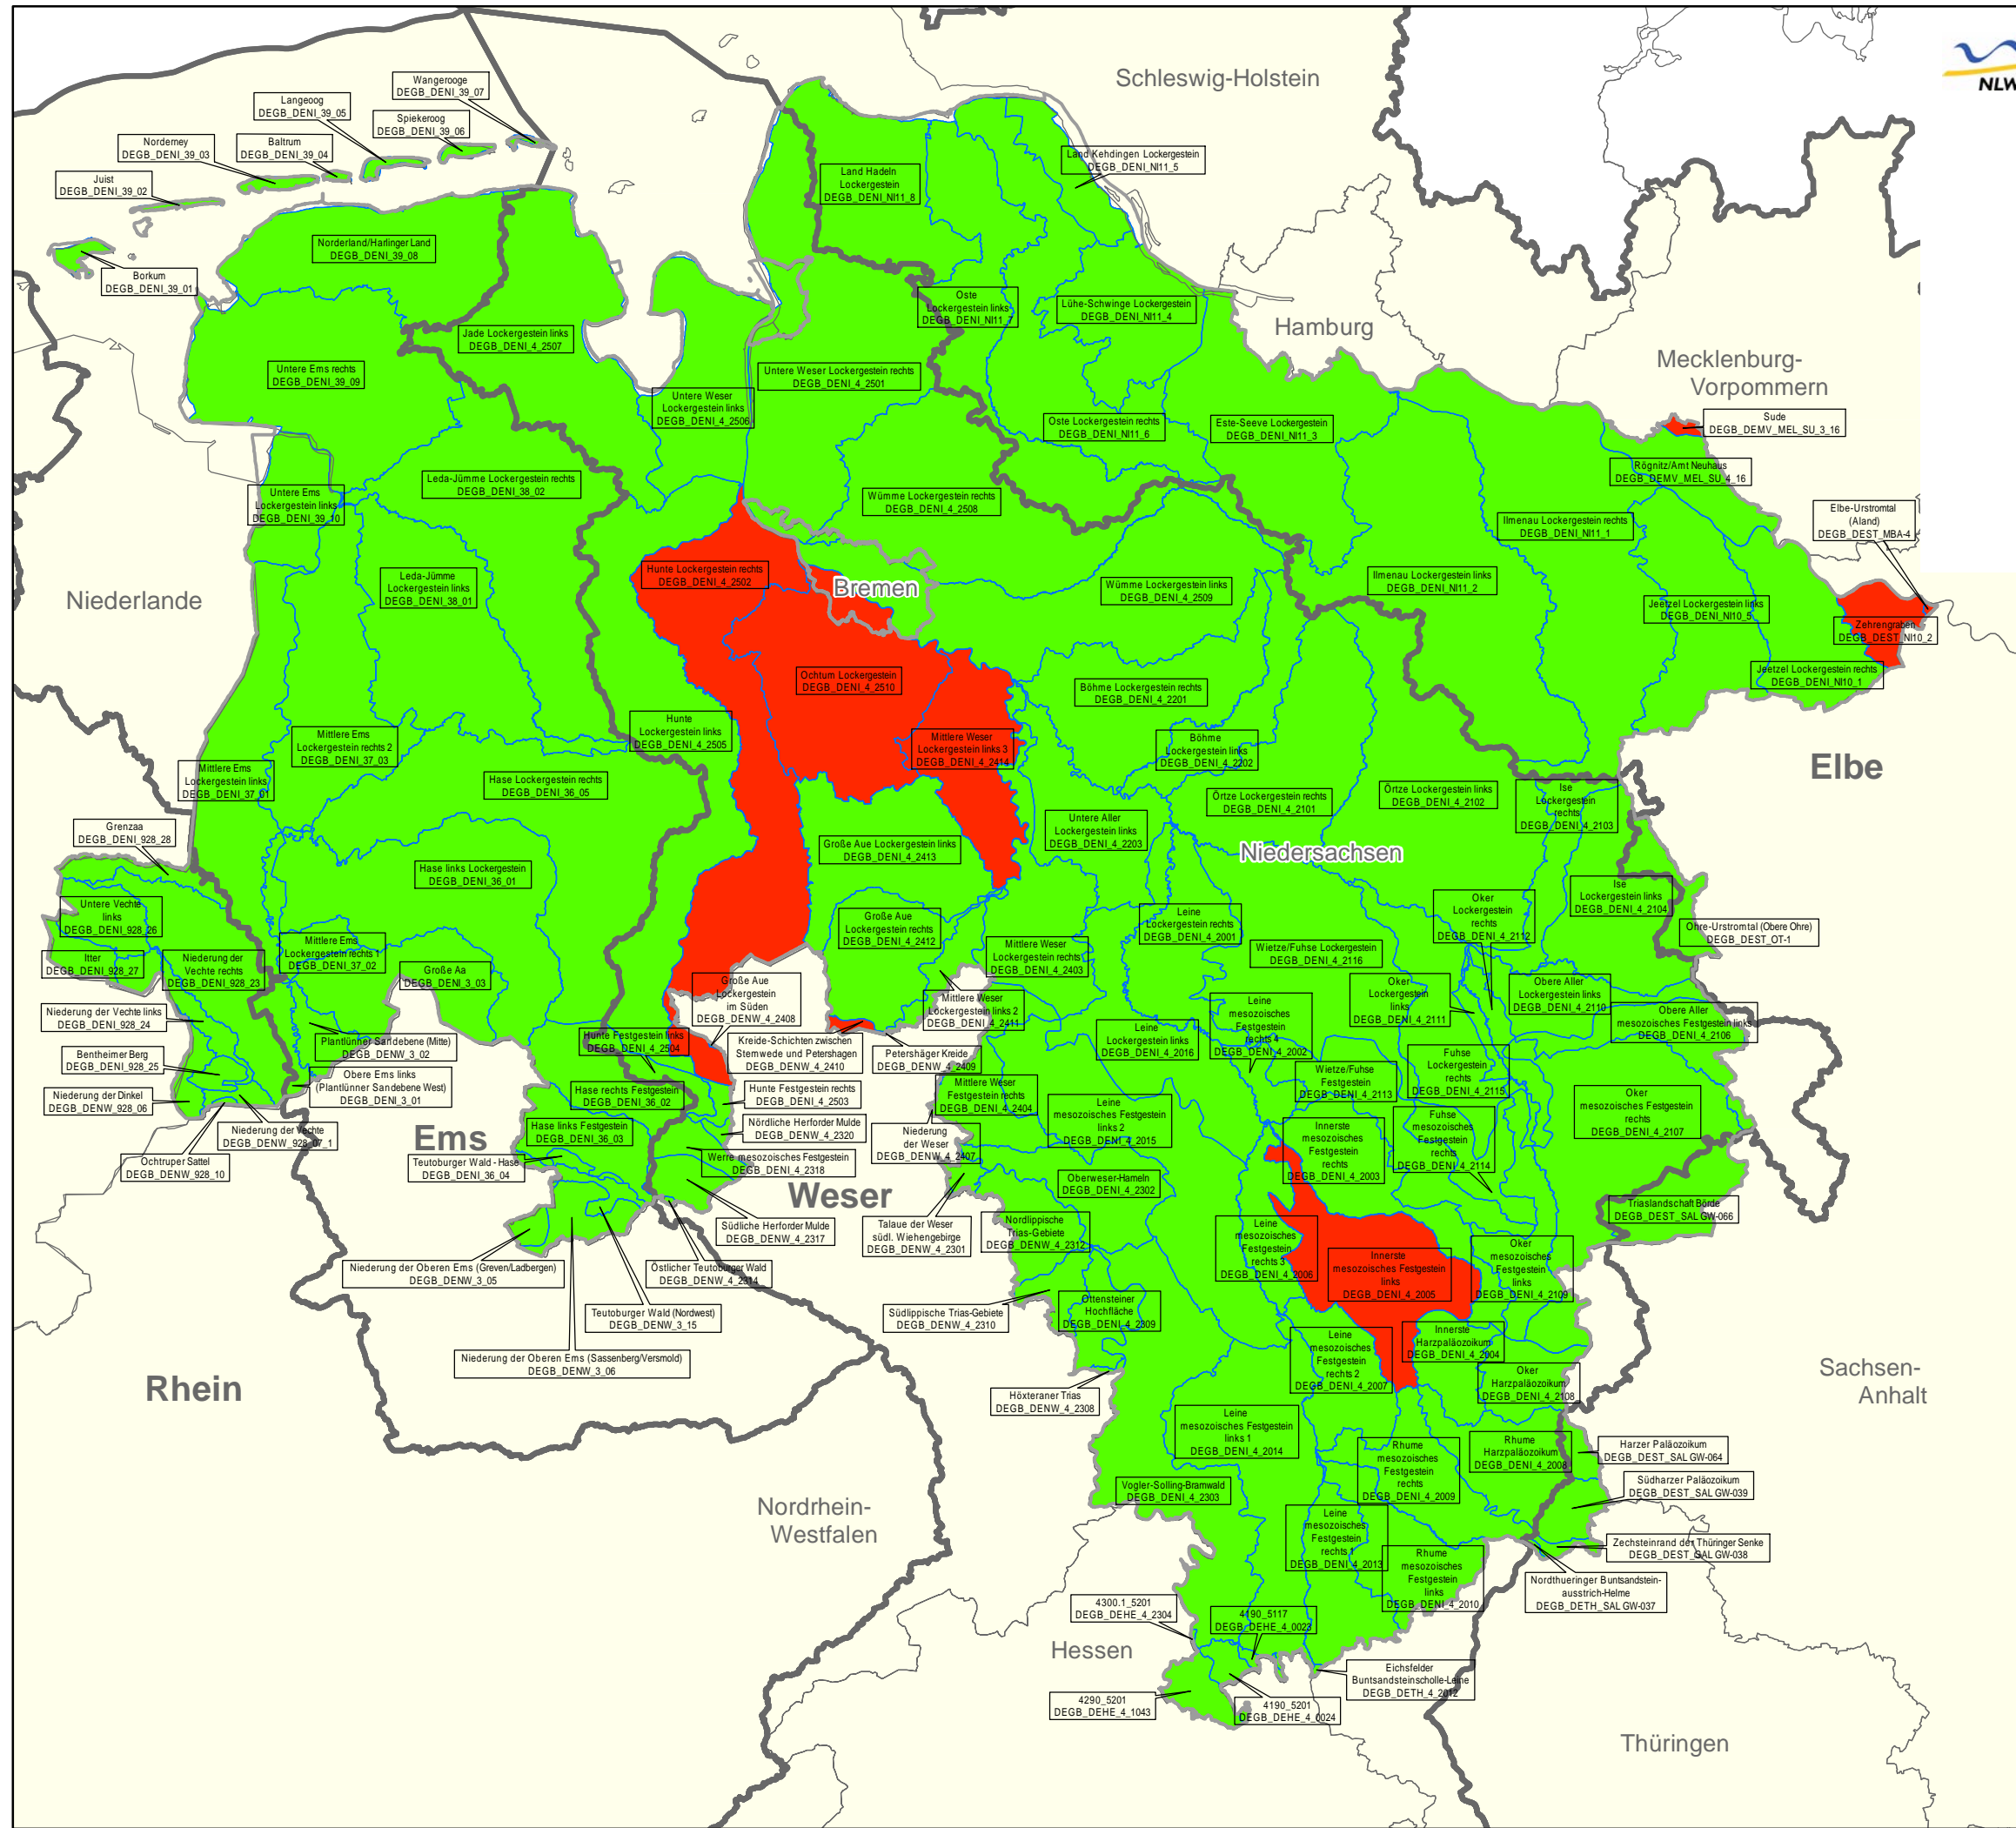 Schleswig-Holstein
NLW
Wangerooge
DEGB_DENI_39_07
Langeoog
DEGB_DENI_39_05
Spiekeroog
DEGB_DENI_39_06
Norderney
DEGB_DENI_39_03
Baltrum
DEGB_DENI_39_04
Juist
DEGB_DENI_39_02
Land Kehdingen Lockergestein
DEGB_DENI_NI11_5
Land Hadeln
Lockergestein
DEGB_DENI_NI11_8
Norderland/Harlinger Land
DEGB_DENI_39_08
Borkum
DEGB_DENI_39_01
Oste
Lockergestein links
DEGB_DENI_NI11_7
Lühe-Schwinge Lockergestein
DEGB_DENI_NI11_4
Hamburg
Jade Lockergestein links
DEGB_DENI_4_2507
Mecklenburg-
Vorpommern
Untere Ems rechts
DEGB_DENI_39_09
Untere Weser Lockergestein rechts
DEGB_DENI_4_2501
Untere Weser
Lockergestein links
DEGB_DENI_4_2506
Sude
DEGB_DEMV_MEL_SU_3_16
Oste Lockergestein rechts
DEGB_DENI_NI11_6
Este-Seeve Lockergestein
DEGB_DENI_NI11_3
Rögnitz/Amt Neuhaus
DEGB_DEMV_MEL_SU_4_16
Leda-Jümme Lockergestein rechts
DEGB_DENI_38_02
Untere Ems
Lockergestein links
DEGB_DENI_39_10
Wümme Lockergestein rechts
DEGB_DENI_4_2508
Elbe-Urstromtal
(Aland)
DEGB_DEST_MBA-4
Ilmenau Lockergestein rechts
DEGB_DENI_NI11_1
Niederlande
Leda-Jümme
Lockergestein links
DEGB_DENI_38_01
Hunte Lockergestein rechts
DEGB_DENI_4_2502
Bremen
Wümme Lockergestein links
DEGB_DENI_4_2509
Ilmenau Lockergestein links
DEGB_DENI_NI11_2
Jeetzel Lockergestein links
DEGB_DENI_NI10_5
Zehrengraben
DEGB_DEST_NI10_2
Jeetzel Lockergestein rechts
DEGB_DENI_NI10_1
Ochtum Lockergestein
DEGB_DENI_4_2510
Böhme Lockergestein rechts
DEGB_DENI_4_2201
Hunte
Lockergestein links
DEGB_DENI_4_2505
Mittlere Ems
Lockergestein rechts 2
DEGB_DENI_37_03
Mittlere Weser
Lockergestein links 3
DEGB_DENI_4_2414
Böhme
Lockergestein links
DEGB_DENI_4_2202
Elbe
Mittlere Ems
Lockergestein links
DEGB_DENI_37_01
Hase Lockergestein rechts
DEGB_DENI_36_05
Örtze Lockergestein rechts
DEGB_DENI_4_2101
Örtze Lockergestein links
DEGB_DENI_4_2102
Ise
Lockergestein
rechts
DEGB_DENI_4_2103
Grenzaa
DEGB_DENI_928_28
Untere Aller
Lockergestein links
DEGB_DENI_4_2203
Große Aue Lockergestein links
DEGB_DENI_4_2413
Niedersachsen
Hase links Lockergestein
DEGB_DENI_36_01
Ise
Lockergestein links
DEGB_DENI_4_2104
Untere Vechte
links
DEGB_DENI_928_26
Große Aue
Lockergestein
rechts
DEGB_DENI_4_2412
Leine
Lockergestein rechts
DEGB_DENI_4_2001
Oker
Lockergestein
rechts
DEGB_DENI_4_2112
Ohre-Urstromtal (Obere Ohre)
DEGB_DEST_OT-1
Itter
DEGB_DENI_928_27
Niederung der
Vechte rechts
DEGB_DENI_928_23
Mittlere Ems
Lockergestein rechts 1
DEGB_DENI_37_02
Große Aa
DEGB_DENI_3_03
Mittlere Weser
Lockergestein rechts
DEGB_DENI_4_2403
Wietze/Fuhse Lockergestein
DEGB_DENI_4_2116
Große Aue
Lockergestein
im Süden
DEGB_DENW_4_2408
Mittlere Weser
Lockergestein links 2
DEGB_DENI_4_2411
Oker
Lockergestein
links
DEGB_DENI_4_2111
Obere Aller
Lockergestein links
DEGB_DENI_4_2110
Obere Aller
mesozoisches Festgestein links
DEGB_DENI_4_2106
Niederung der Vechte links
DEGB_DENI_928_24
Plantlünner Sandebene (Mitte)
DEGB_DENW_3_02
Hunte Festgestein links
DEGB_DENI_4_2504
Kreide-Schichten zwischen
Stemwede und Petershagen
DEGB_DENW_4_2410
Petershäger Kreide
DEGB_DENW_4_2409
Leine
Lockergestein links
DEGB_DENI_4_2016
Leine
mesozoisches
Festgestein
rechts 4
DEGB_DENI_4_2002
Bentheimer Berg
DEGB_DENI_928_25
Obere Ems links
(Plantlünner Sandebene West)
DEGB_DENI_3_01
Wietze/Fuhse
Festgestein
DEGB_DENI_4_2113
Fuhse
Lockergestein
rechts
DEGB_DENI_4_2115
Niederung der Dinkel
DEGB_DENW_928_06
Hase rechts Festgestein
DEGB_DENI_36_02
Hunte Festgestein rechts
DEGB_DENI_4_2503
Mittlere Weser
Festgestein rechts
DEGB_DENI_4_2404
Leine
mesozoisches Festgestein
links 2
DEGB_DENI_4_2015
Oker
mesozoisches Festgestein
rechts
DEGB_DENI_4_2107
Niederung der Vechte
DEGB_DENW_928_07_1
Ems
Hase links Festgestein
DEGB_DENI_36_03
Nördliche Herforder Mulde
DEGB_DENW_4_2320
Niederung
der Weser
DEGB_DENW_4_2407
Innerste
mesozoisches
Festgestein
rechts
DEGB_DENI_4_2003
Fuhse
mesozoisches
Festgestein
rechts
DEGB_DENI_4_2114
Ochtruper Sattel
DEGB_DENW_928_10
Teutoburger Wald - Hase
DEGB_DENI_36_04
Werre mesozoisches Festgestein
DEGB_DENI_4_2318
Weser
Oberweser-Hameln
DEGB_DENI_4_2302
Triaslandschaft Börde
DEGB_DEST_SAL GW-066
Südliche Herforder Mulde
DEGB_DENW_4_2317
Talaue der Weser
südl. Wiehengebirge
DEGB_DENW_4_2301
Nordlippische
Trias-Gebiete
DEGB_DENW_4_2312
Leine
mesozoisches
Festgestein
rechts 3
DEGB_DENI_4_2006
Innerste
mesozoisches Festgestein
links
DEGB_DENI_4_2005
Oker
mesozoisches
Festgestein
links
DEGB_DENI_4_2109
Niederung der Oberen Ems (Greven/Ladbergen)
DEGB_DENW_3_05
Östlicher Teutoburger Wald
DEGB_DENW_4_2314
Teutoburger Wald (Nordwest)
DEGB_DENW_3_15
Südlippische Trias-Gebiete
DEGB_DENW_4_2310
Ottensteiner
Hochfläche
DEGB_DENI_4_2309
Niederung der Oberen Ems (Sassenberg/Versmold)
DEGB_DENW_3_06
Leine
mesozoisches
Festgestein
rechts 2
DEGB_DENI_4_2007
Innerste
Harzpaläozoikum
DEGB_DENI_4_2004
Rhein
Oker
Harzpaläozoikum
DEGB_DENI_4_2108
Sachsen-
Anhalt
Höxteraner Trias
DEGB_DENW_4_2308
Leine
mesozoisches Festgestein
links 1
DEGB_DENI_4_2014
Rhume
mesozoisches
Festgestein
rechts
DEGB_DENI_4_2009
Rhume
Harzpaläozoikum
DEGB_DENI_4_2008
Harzer Paläozoikum
DEGB_DEST_SAL GW-064
Vogler-Solling-Bramwald
DEGB_DENI_4_2303
Südharzer Paläozoikum
DEGB_DEST_SAL GW-039
Nordrhein-
Westfalen
Leine
mesozoisches
Festgestein
rechts 1
DEGB_DENI_4_2013
Rhume
mesozoisches
Festgestein
links
DEGB_DENI_4_2010
Zechsteinrand der Thüringer Senke
DEGB_DEST_SAL GW-038
Nordthueringer Buntsandstein-
ausstrich-Helme
DEGB_DETH_SAL GW-037
4300.1_5201
DEGB_DEHE_4_2304
4190_5117
DEGB_DEHE_4_0023
Hessen
Eichsfelder
Buntsandsteinscholle-Leine
DEGB_DETH_4_2012
4290_5201
DEGB_DEHE_4_1043
4190_5201
DEGB_DEHE_4_0024
Thüringen